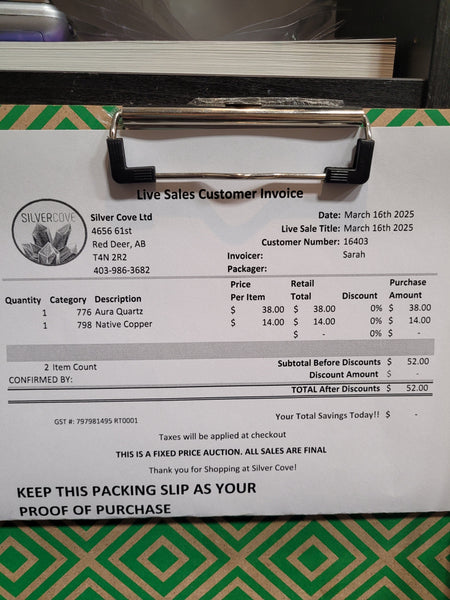 Live Sales Customer Invoice
SILVERCOVE
Silver Cove Ltd
4656 61st
Red Deer, AB
T4N 2R2
403-986-3682
Date: March 16th 2025
Live Sale Title: March 16th 2025
Customer Number: 16403
Invoicer: Sarah
Packager:
Quantity Category Description Price Per Item Retail Total Discount Purchase Amount
1 776 Aura Quartz $ 38.00 $ 38.00 0% $ 38.00
1 798 Native Copper $ 14.00 $ 14.00 0% $ 14.00
$ - 0% $ -
2 Item Count Subtotal Before Discounts $ 52.00
CONFIRMED BY: Discount Amount $ -
TOTAL After Discounts $ 52.00
GST #: 797981495 RT0001 Your Total Savings Today!! $ -
Taxes will be applied at checkout
THIS IS A FIXED PRICE AUCTION. ALL SALES ARE FINAL
Thank you for Shopping at Silver Cove!
KEEP THIS PACKING SLIP AS YOUR
PROOF OF PURCHASE